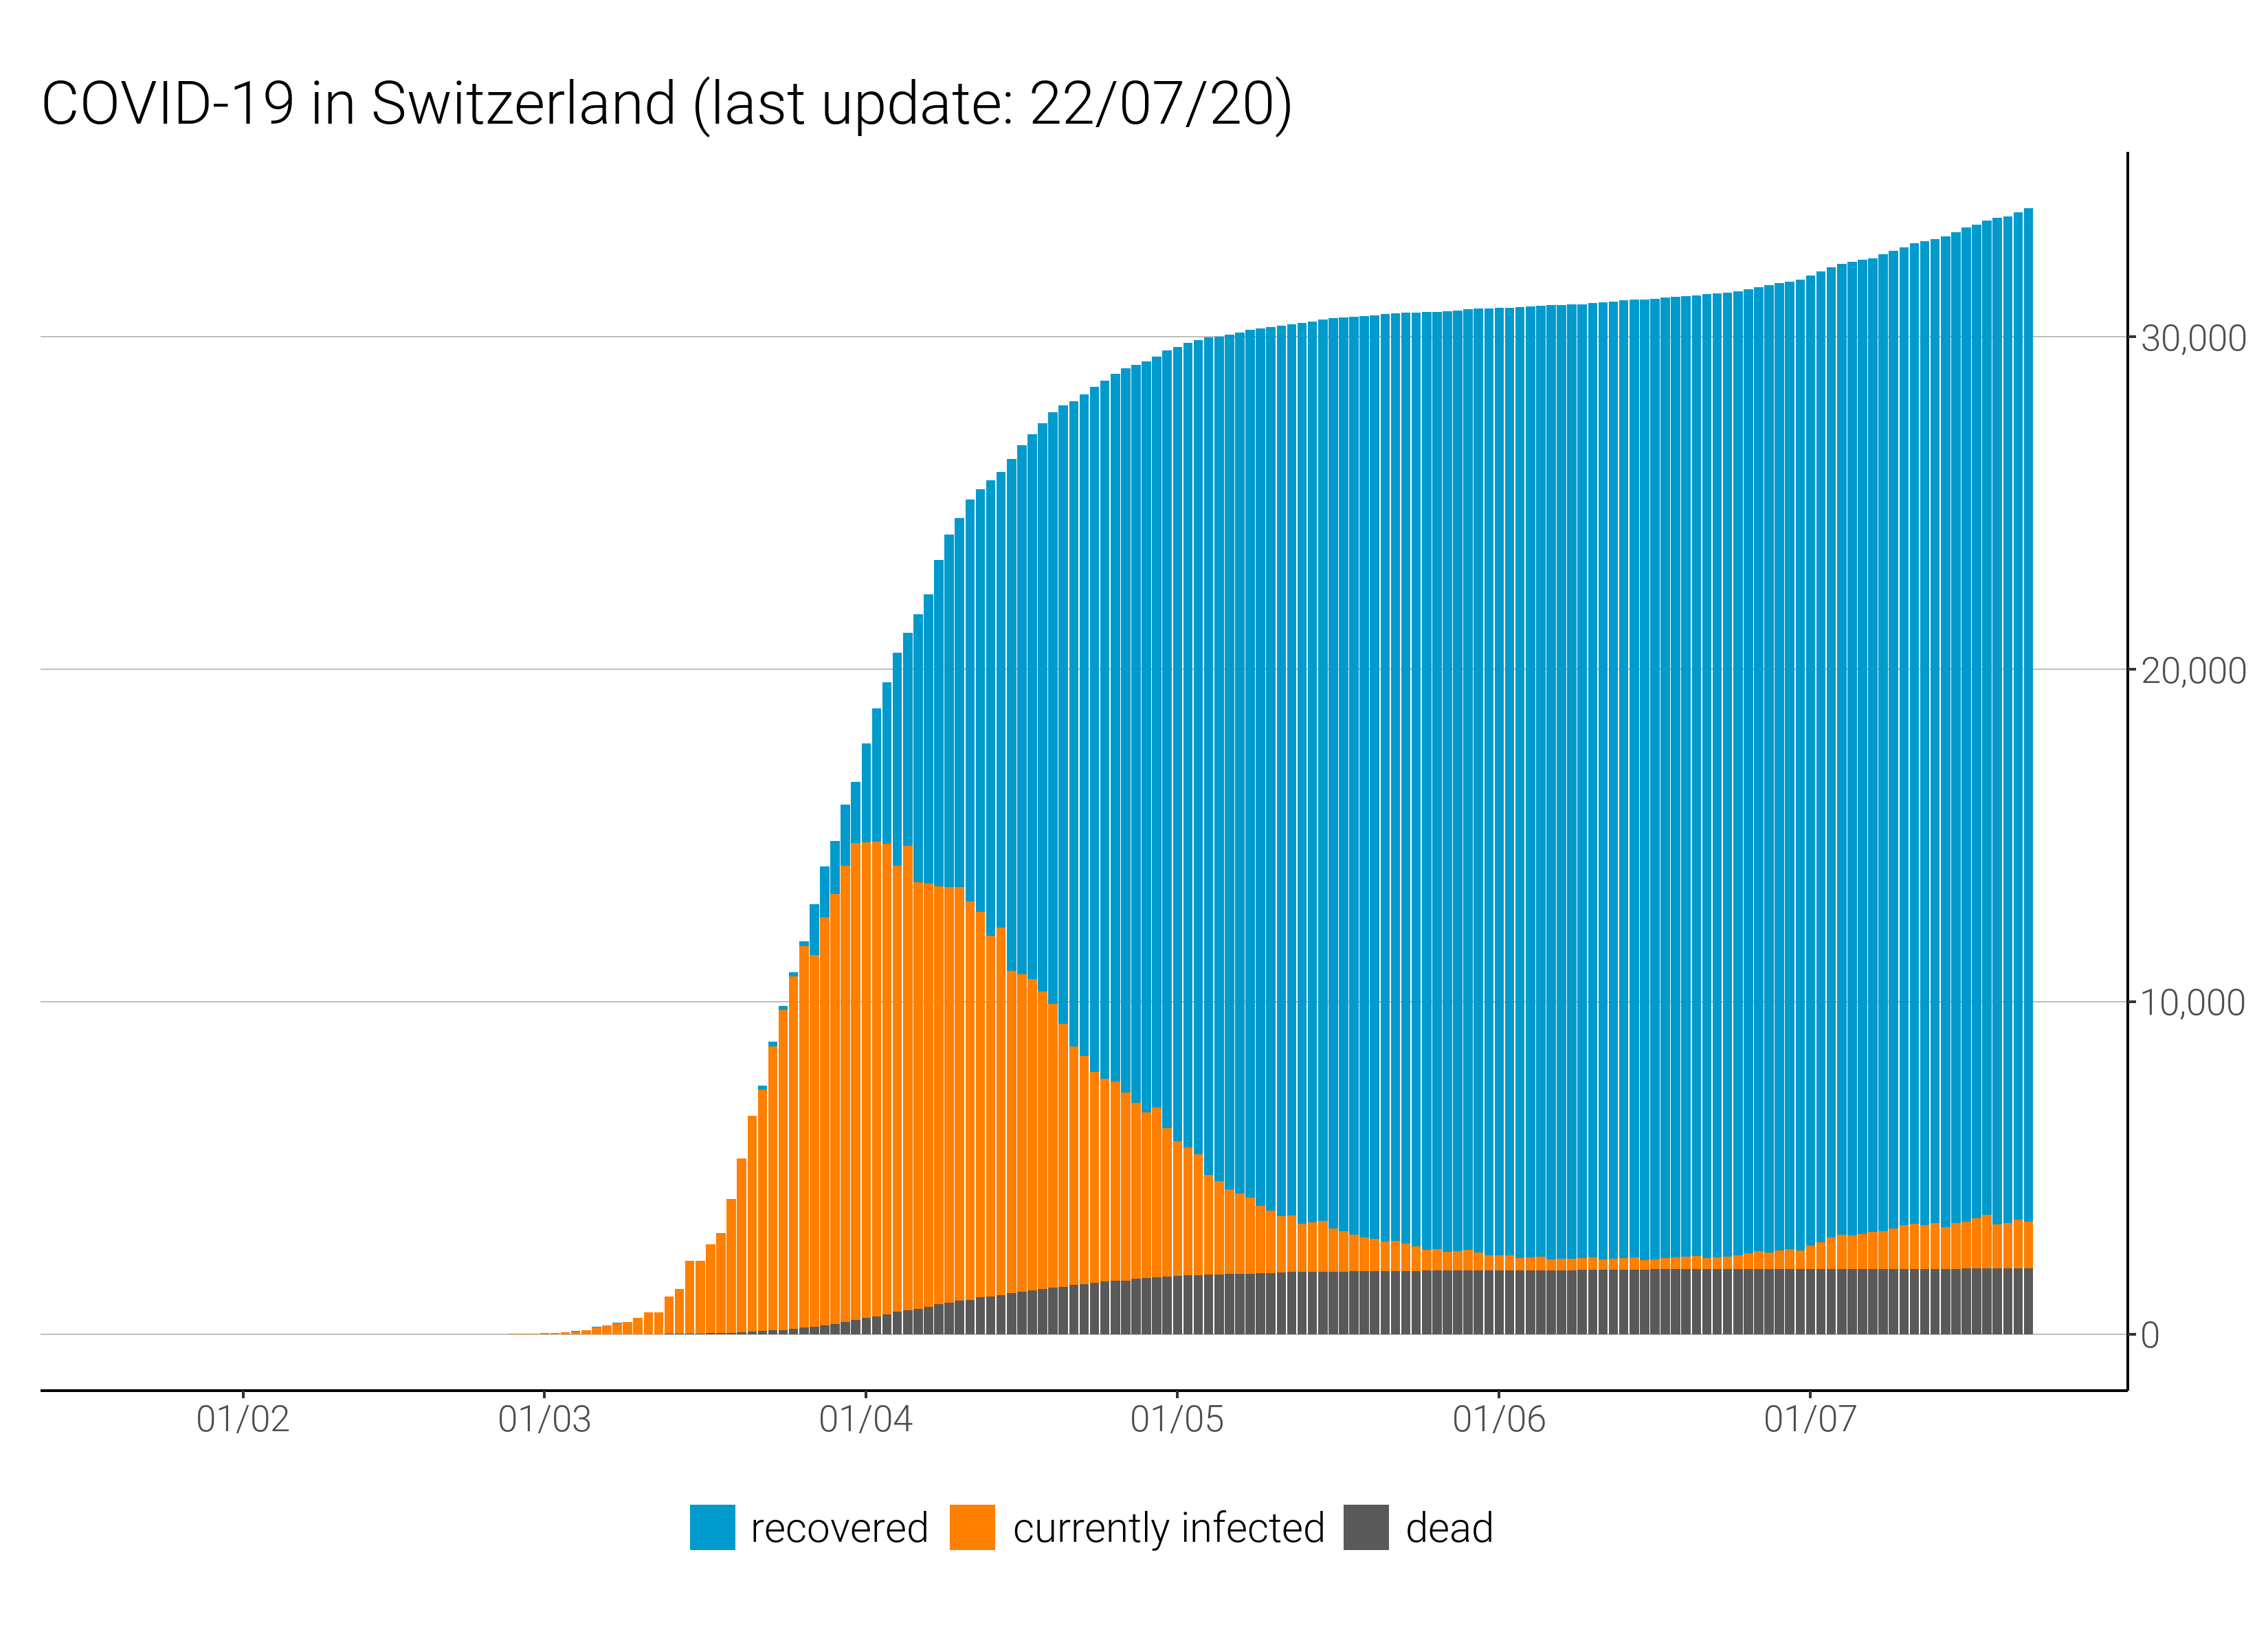 COVID-19 in Switzerland (last update: 22/07/20)
30,000
20,000
10,000
0
01/02 01/03 01/04 01/05 01/06 01/07
recovered currently infected dead